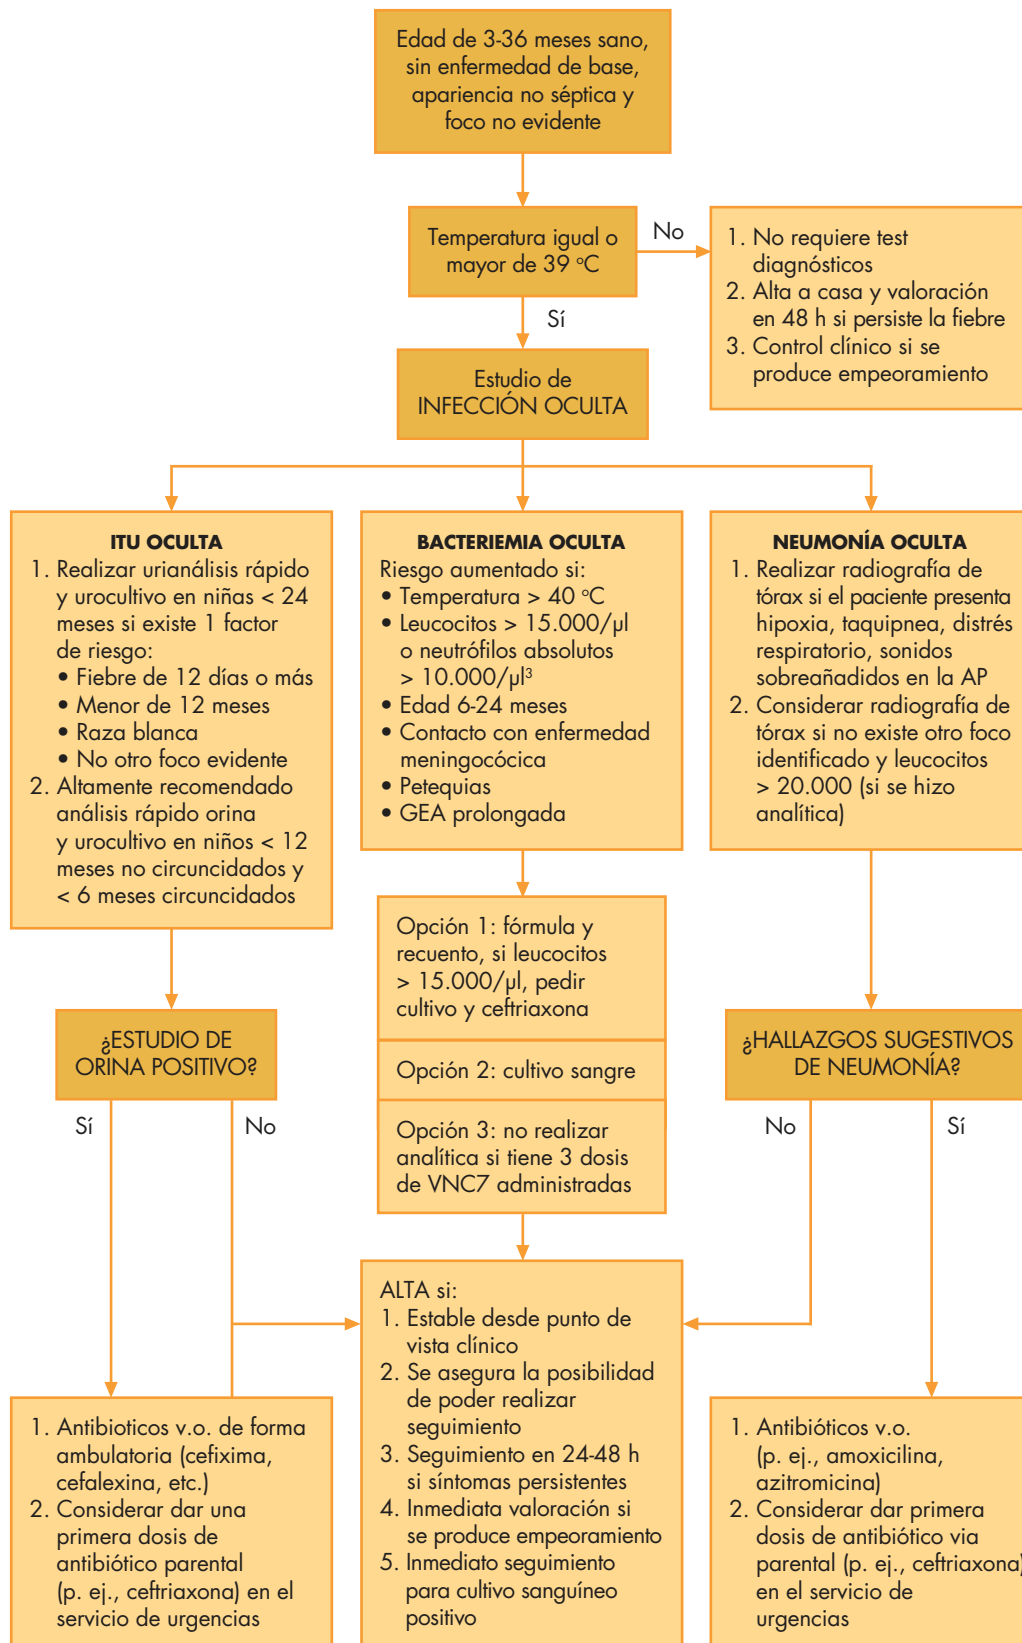 Edad de 3-36 meses sano,
sin enfermedad de base,
apariencia no séptica y
foco no evidente
Temperatura igual o
mayor de 39 ºC
No
1. No requiere test
diagnósticos
2. Alta a casa y valoración
en 48 h si persiste la fiebre
3. Control clínico si se
produce empeoramiento
Sí
Estudio de
INFECCIÓN OCULTA
ITU OCULTA
1. Realizar urianálisis rápido
y urocultivo en niñas < 24
meses si existe 1 factor
de riesgo:
• Fiebre de 12 días o más
• Menor de 12 meses
• Raza blanca
• No otro foco evidente
2. Altamente recomendado
análisis rápido orina
y urocultivo en niños < 12
meses no circuncidados y
< 6 meses circuncidados
BACTERIEMIA OCULTA
Riesgo aumentado si:
• Temperatura > 40 ºC
• Leucocitos > 15.000/µl
o neutrófilos absolutos
> 10.000/µl³
• Edad 6-24 meses
• Contacto con enfermedad
meningocócica
• Petequias
• GEA prolongada
NEUMONÍA OCULTA
1. Realizar radiografía de
tórax si el paciente presenta
hipoxia, taquipnea, distrés
respiratorio, sonidos
sobreañadidos en la AP
2. Considerar radiografía de
tórax si no existe otro foco
identificado y leucocitos
> 20.000 (si se hizo
analítica)
Opción 1: fórmula y
recuento, si leucocitos
> 15.000/µl, pedir
cultivo y ceftriaxona
Opción 2: cultivo sangre
Opción 3: no realizar
analítica si tiene 3 dosis
de VNC7 administradas
¿ESTUDIO DE
ORINA POSITIVO?
Sí
No
¿HALLAZGOS SUGESTIVOS
DE NEUMONÍA?
No
Sí
1. Antibioticos v.o. de forma
ambulatoria (cefixima,
cefalexina, etc.)
2. Considerar dar una
primera dosis de
antibiótico parental
(p. ej., ceftriaxona) en el
servicio de urgencias
ALTA si:
1. Estable desde punto de
vista clínico
2. Se asegura la posibilidad
de poder realizar
seguimiento
3. Seguimiento en 24-48 h
si síntomas persistentes
4. Inmediata valoración si
se produce empeoramiento
5. Inmediato seguimiento
para cultivo sanguíneo
positivo
1. Antibióticos v.o.
(p. ej., amoxicilina,
azitromicina)
2. Considerar dar primera
dosis de antibiótico via
parental (p. ej., ceftriaxona)
en el servicio de
urgencias